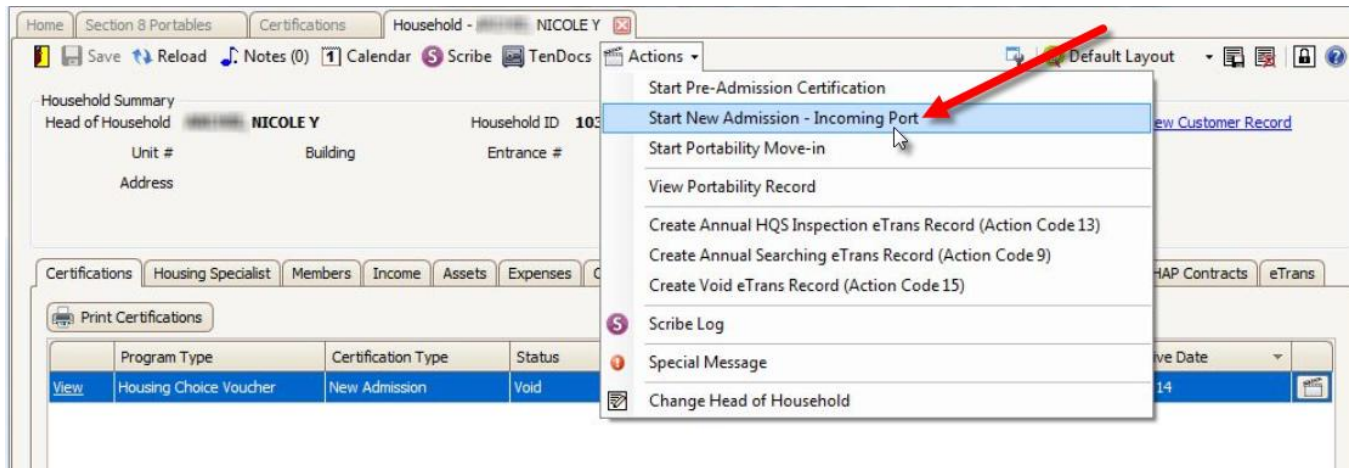 Home Section 8 Portables Certifications Household - NICOLE Y
Save Reload Notes (0) 1 Calendar S Scribe TenDocs Actions Default Layout
Start Pre-Admission Certification
Household Summary
Head of Household NICOLE Y Household ID 103 Start New Admission - Incoming Port ew Customer Record
Unit # Building Entrance # Start Portability Move-in
Address View Portability Record
Create Annual HQS Inspection eTrans Record (Action Code 13)
Create Annual Searching eTrans Record (Action Code 9)
Certifications Housing Specialist Members Income Assets Expenses HAP Contracts eTrans
Create Void eTrans Record (Action Code 15)
Print Certifications S Scribe Log
Program Type Certification Type Status Special Message ive Date
View Housing Choice Voucher New Admission Void Change Head of Household 14